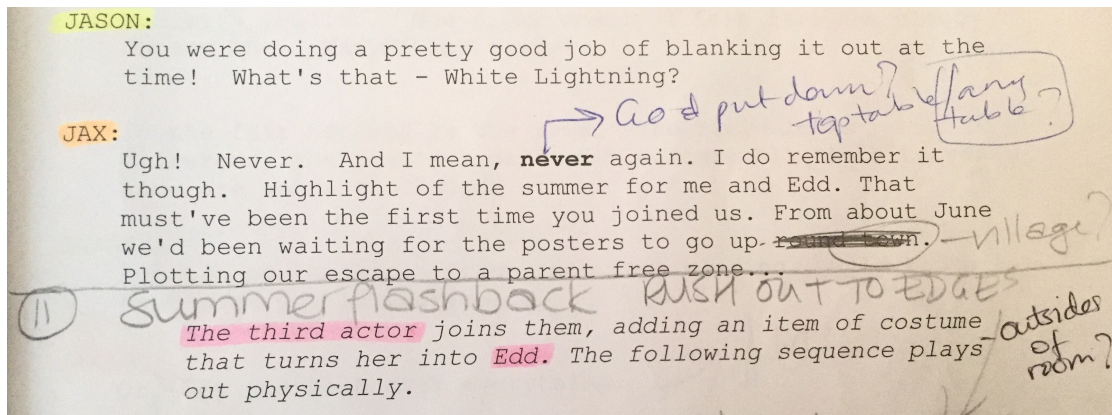 JASON:
You were doing a pretty good job of blanking it out at the
time!  What's that - White Lightning?
→ God put down?
top table /any
table?
JAX:
Ugh!  Never.  And I mean, never again. I do remember it
though.  Highlight of the summer for me and Edd. That
must've been the first time you joined us. From about June
we'd been waiting for the posters to go up round town. - village?
Plotting our escape to a parent free zone...
11 summer flashback RUSH OUT TO EDGES
The third actor joins them, adding an item of costume
that turns her into Edd. The following sequence plays
out physically.
- outsides
of
room?